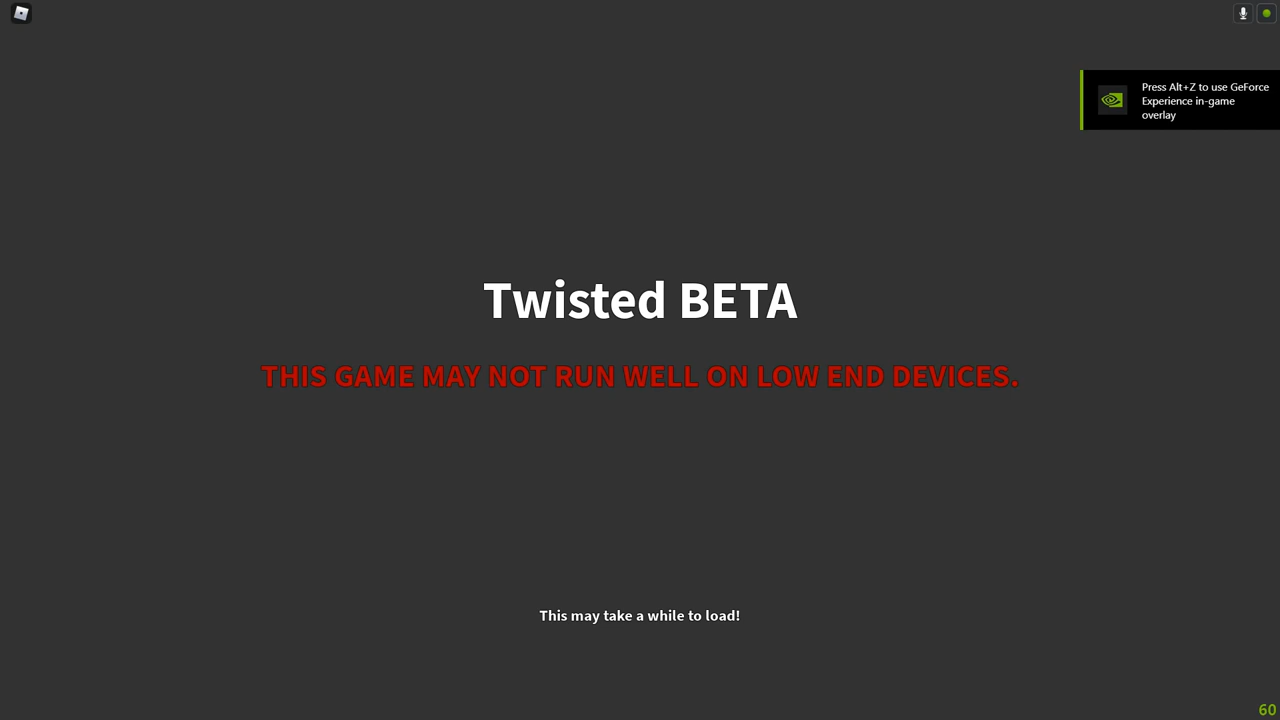 Press Alt+Z to use GeForce
Experience in-game
overlay
Twisted BETA
THIS GAME MAY NOT RUN WELL ON LOW END DEVICES.
This may take a while to load!
60